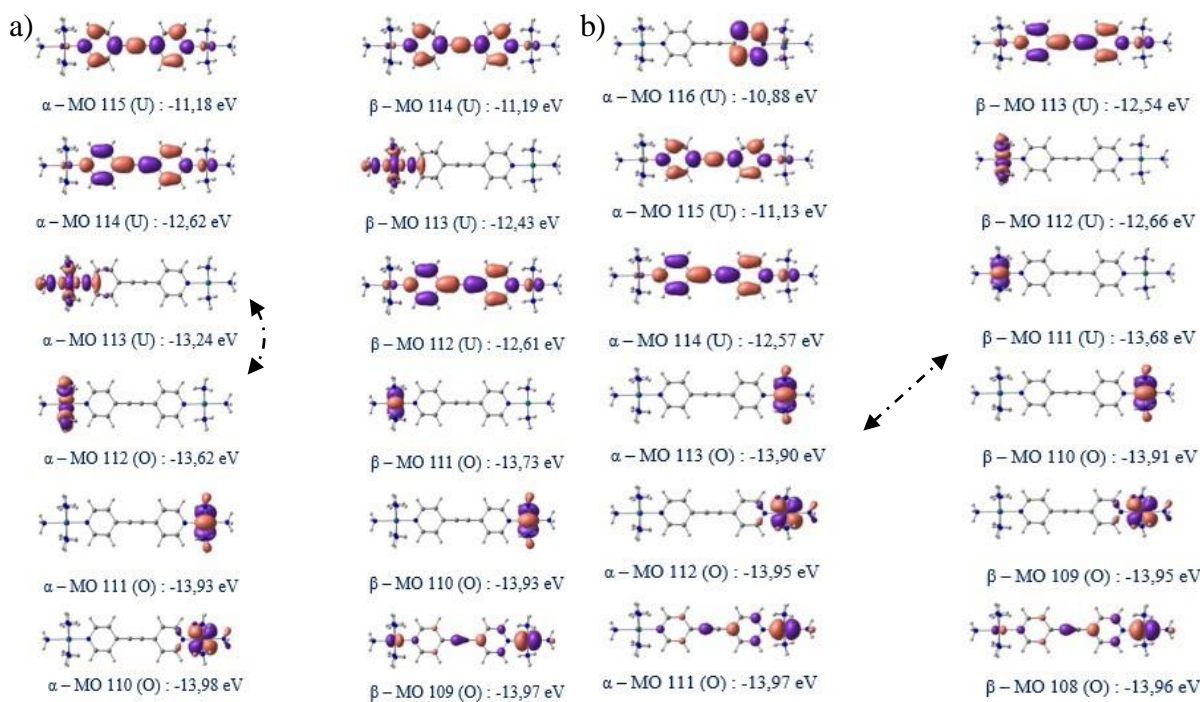 a)
α – MO 115 (U) : -11,18 eV
α – MO 114 (U) : -12,62 eV
α – MO 113 (U) : -13,24 eV
α – MO 112 (O) : -13,62 eV
α – MO 111 (O) : -13,93 eV
α – MO 110 (O) : -13,98 eV
β – MO 114 (U) : -11,19 eV
β – MO 113 (U) : -12,43 eV
β – MO 112 (U) : -12,61 eV
β – MO 111 (O) : -13,73 eV
β – MO 110 (O) : -13,93 eV
β – MO 109 (O) : -13,97 eV
b)
α – MO 116 (U) : -10,88 eV
α – MO 115 (U) : -11,13 eV
α – MO 114 (U) : -12,57 eV
α – MO 113 (O) : -13,90 eV
α – MO 112 (O) : -13,95 eV
α – MO 111 (O) : -13,97 eV
β – MO 113 (U) : -12,54 eV
β – MO 112 (U) : -12,66 eV
β – MO 111 (U) : -13,68 eV
β – MO 110 (O) : -13,91 eV
β – MO 109 (O) : -13,95 eV
β – MO 108 (O) : -13,96 eV